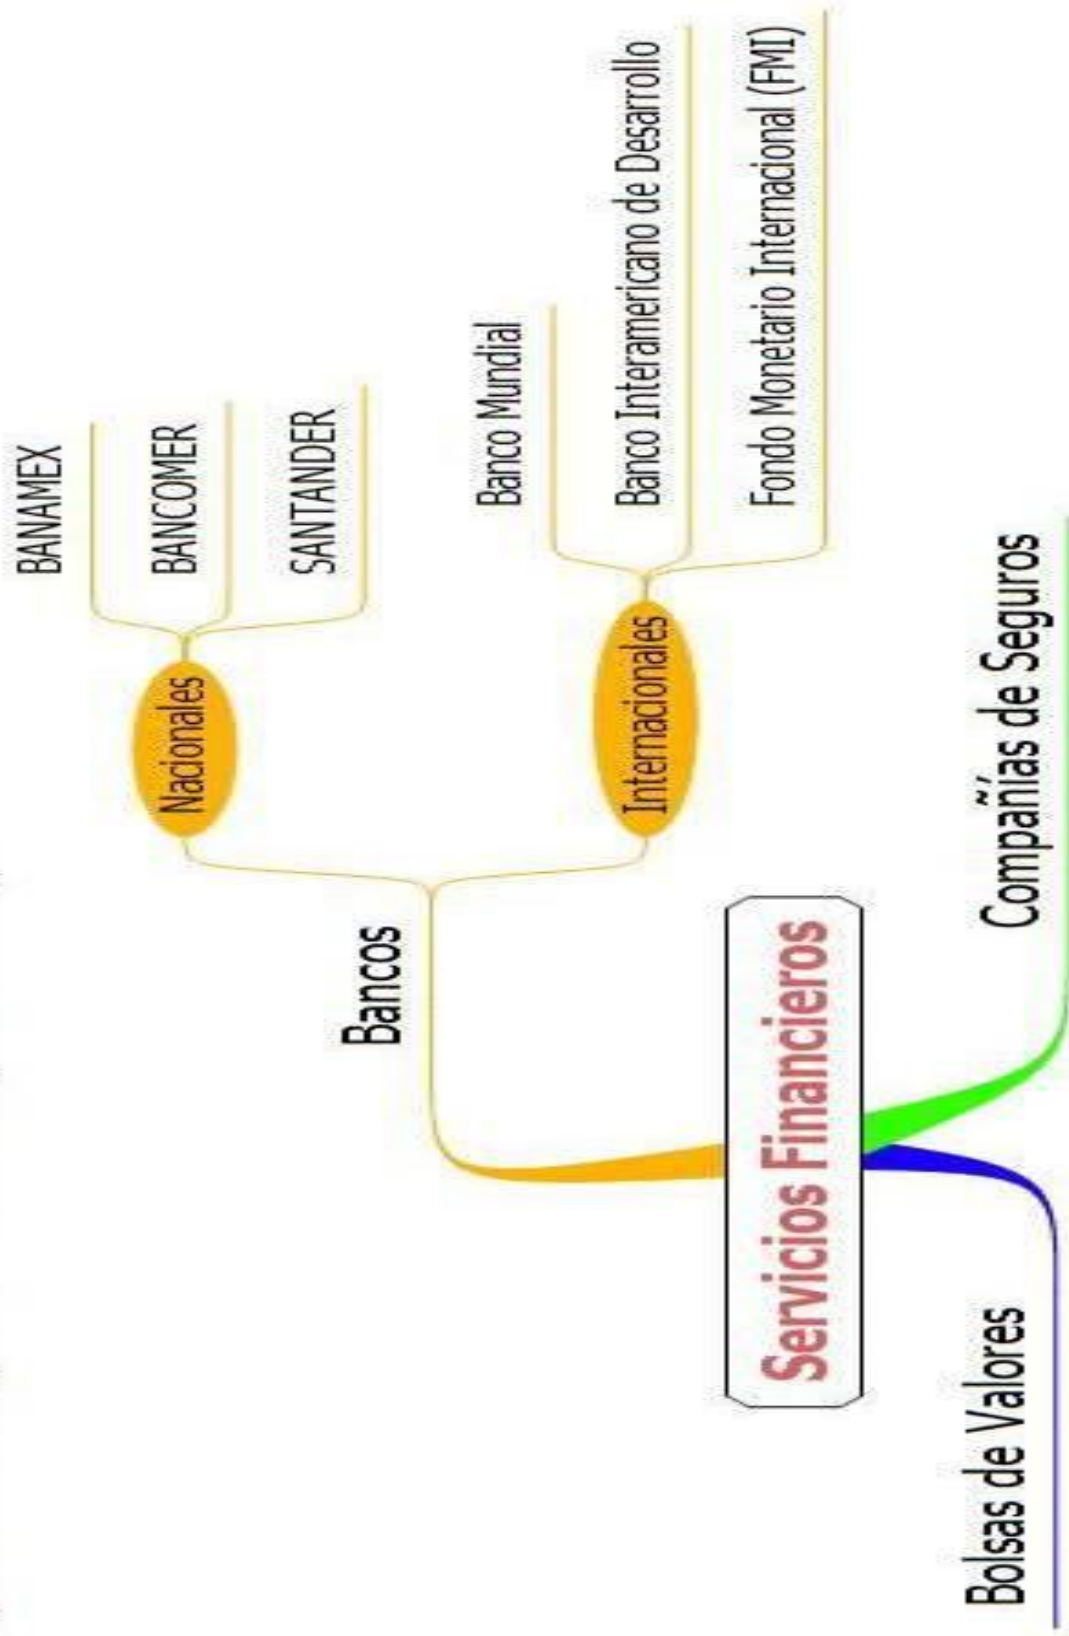 BANAMEX
BANCOMER
SANTANDER
Nacionales
Bancos
Banco Mundial
Banco Interamericano de Desarrollo
Fondo Monetario Internacional (FMI)
Internacionales
Servicios Financieros
Compañías de Seguros
Bolsas de Valores